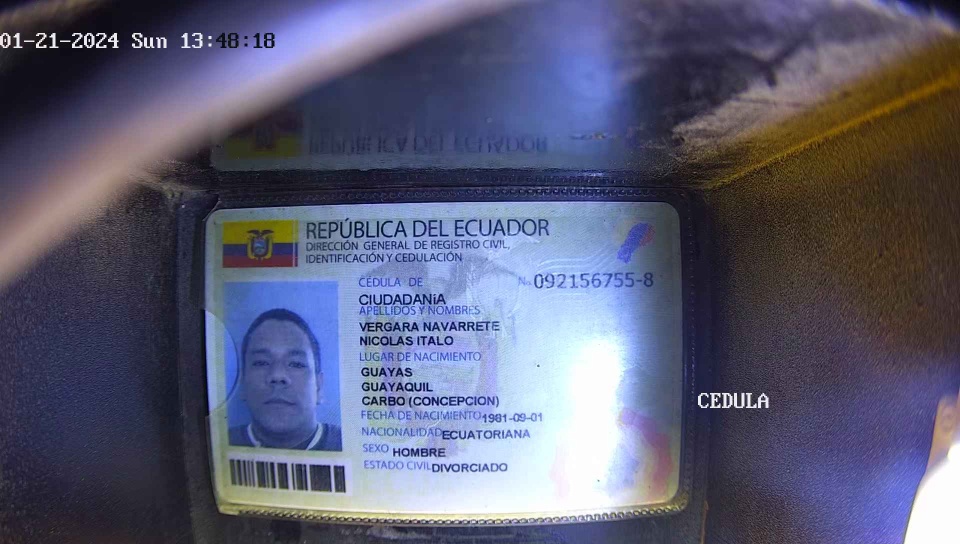 01-21-2024 Sun 13:48:18
REPÚBLICA DEL ECUADOR
DIRECCIÓN GENERAL DE REGISTRO CIVIL,
IDENTIFICACIÓN Y CEDULACIÓN
CÉDULA DE
N. 092156755-8
CIUDADANíA
APELLIDOS Y NOMBRES
VERGARA NAVARRETE
NICOLAS ITALO
LUGAR DE NACIMIENTO
GUAYAS
GUAYAQUIL
CARBO (CONCEPCION)
FECHA DE NACIMIENTO 1981-09-01
NACIONALIDAD ECUATORIANA
SEXO HOMBRE
ESTADO CIVIL DIVORCIADO
CEDULA